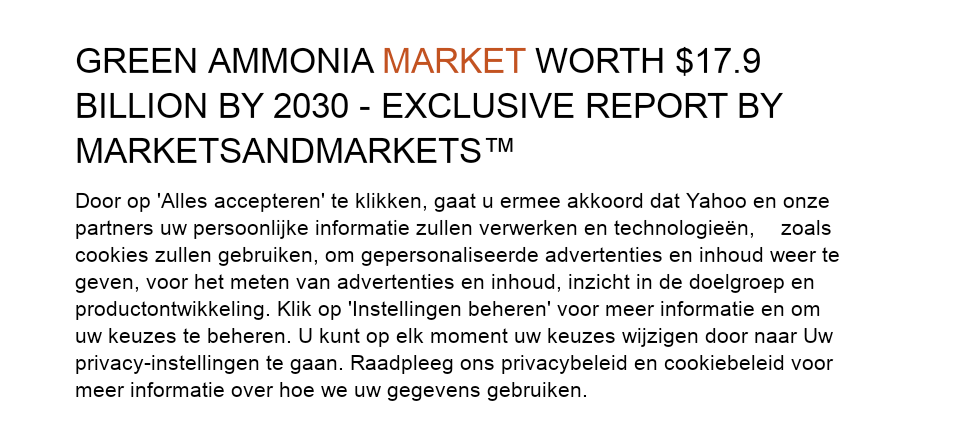 GREEN AMMONIA MARKET WORTH $17.9
BILLION BY 2030 - EXCLUSIVE REPORT BY
MARKETSANDMARKETS™
Door op 'Alles accepteren' te klikken, gaat u ermee akkoord dat Yahoo en onze
partners uw persoonlijke informatie zullen verwerken en technologieën, zoals
cookies zullen gebruiken, om gepersonaliseerde advertenties en inhoud weer te
geven, voor het meten van advertenties en inhoud, inzicht in de doelgroep en
productontwikkeling. Klik op 'Instellingen beheren' voor meer informatie en om
uw keuzes te beheren. U kunt op elk moment uw keuzes wijzigen door naar Uw
privacy-instellingen te gaan. Raadpleeg ons privacybeleid en cookiebeleid voor
meer informatie over hoe we uw gegevens gebruiken.